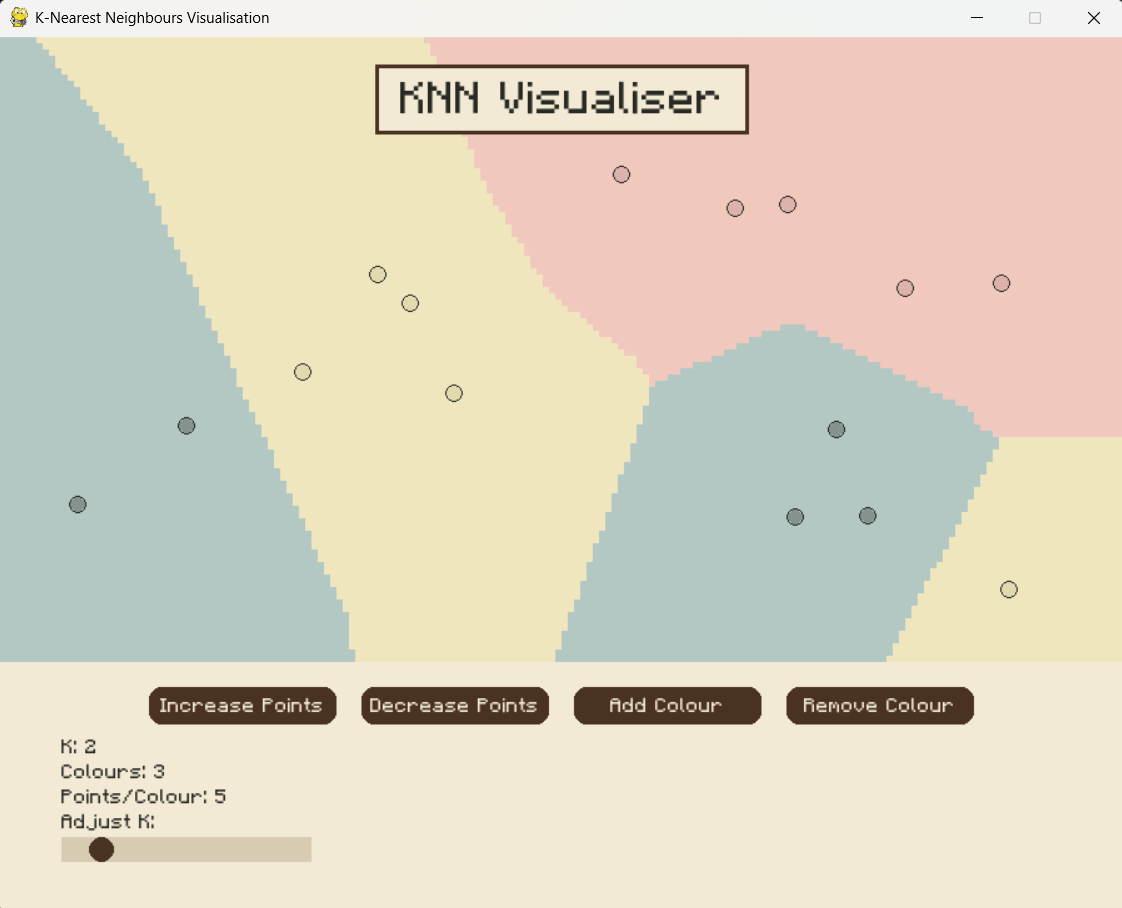 K-Nearest Neighbours Visualisation
KNN Visualiser
Increase Points
Decrease Points
Add Colour
Remove Colour
K: 2
Colours: 3
Points/Colour: 5
Adjust K: